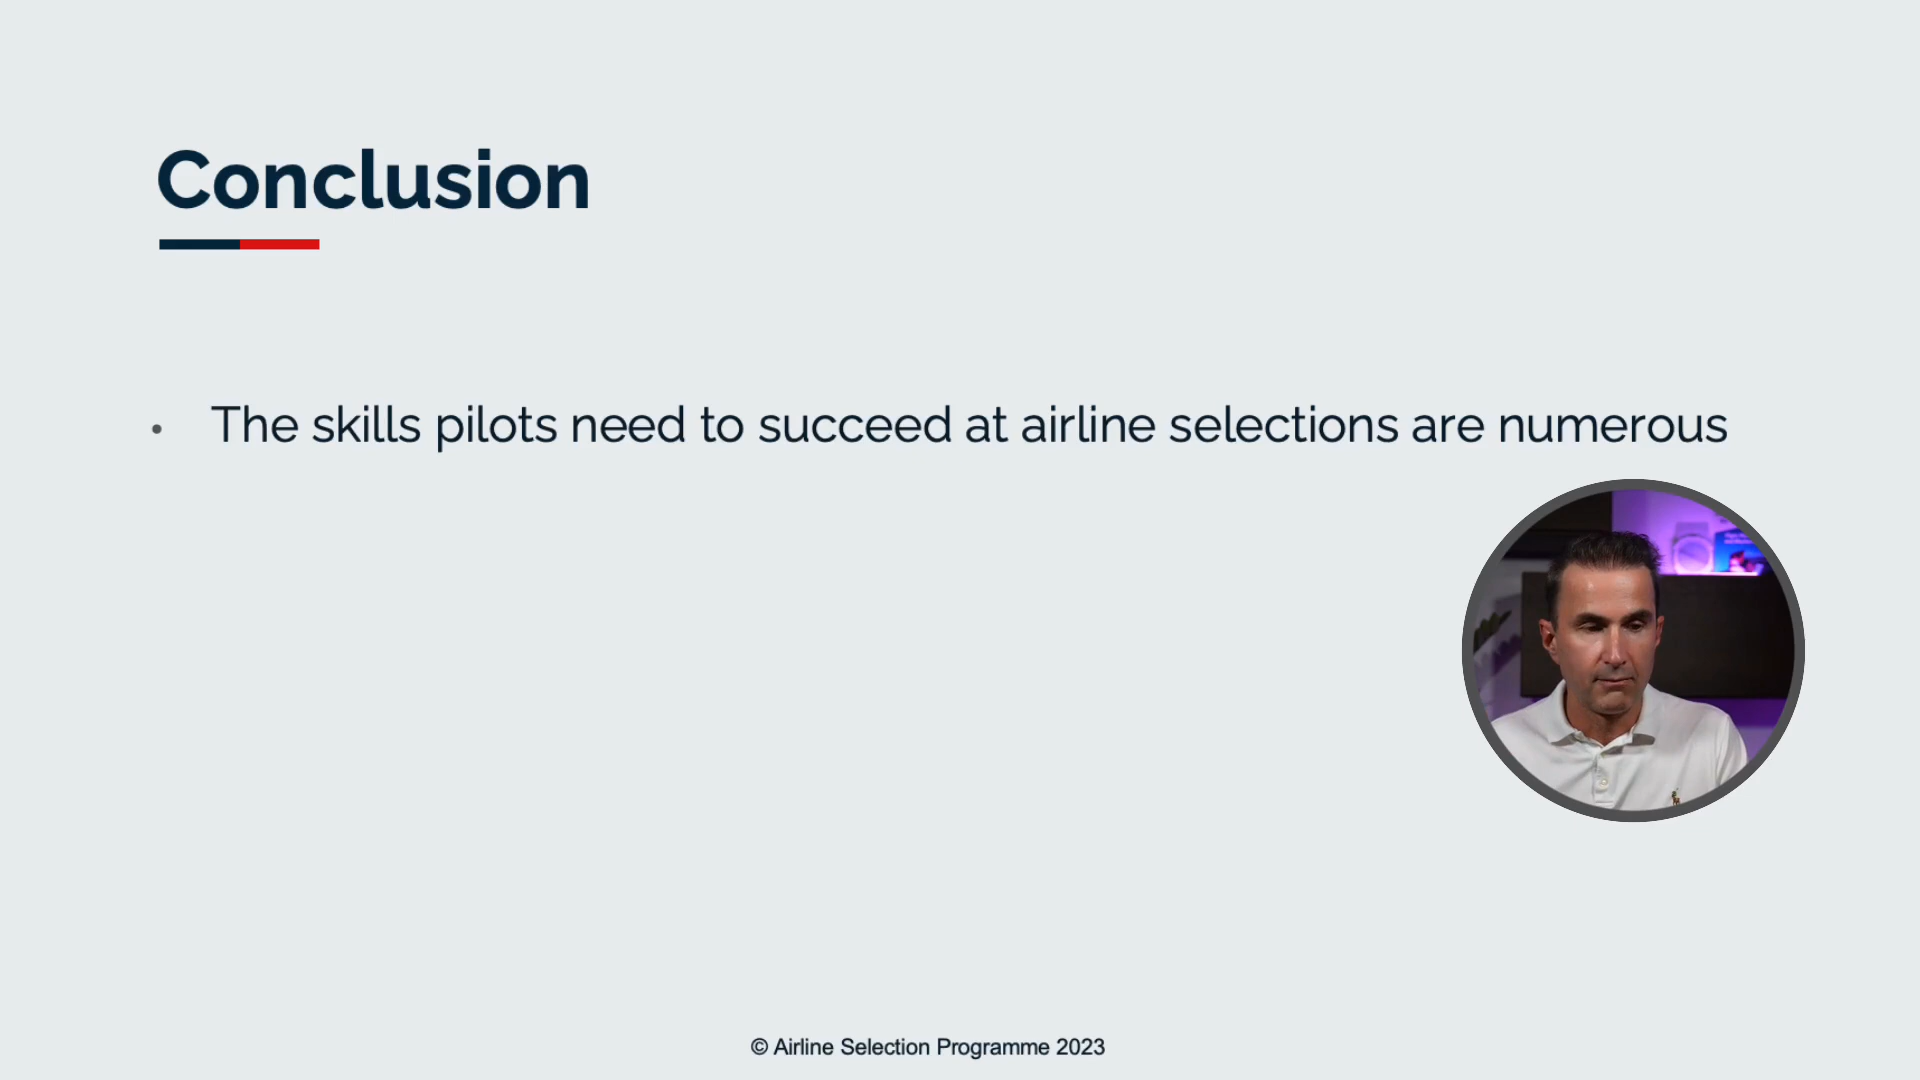 Conclusion
• The skills pilots need to succeed at airline selections are numerous
© Airline Selection Programme 2023